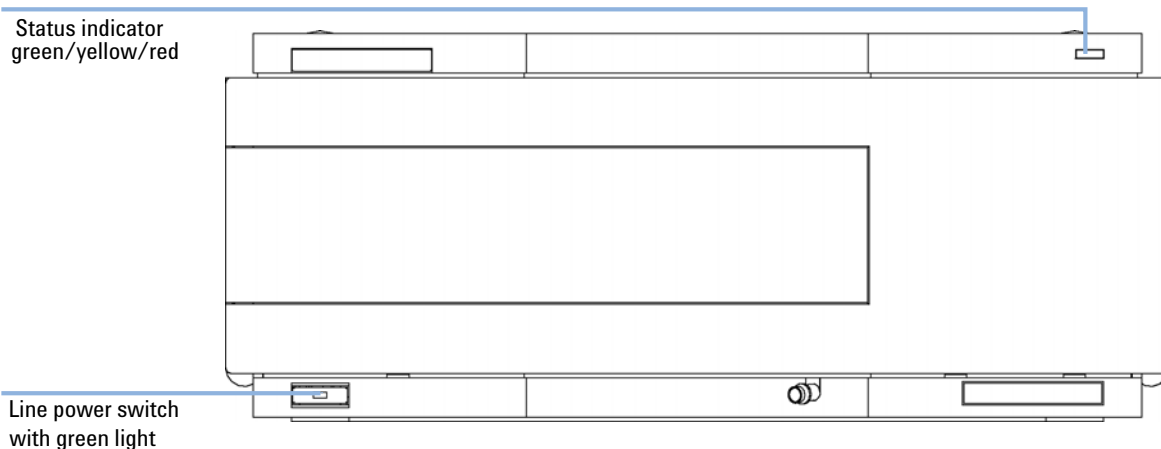 Status indicator
green/yellow/red
Line power switch
with green light